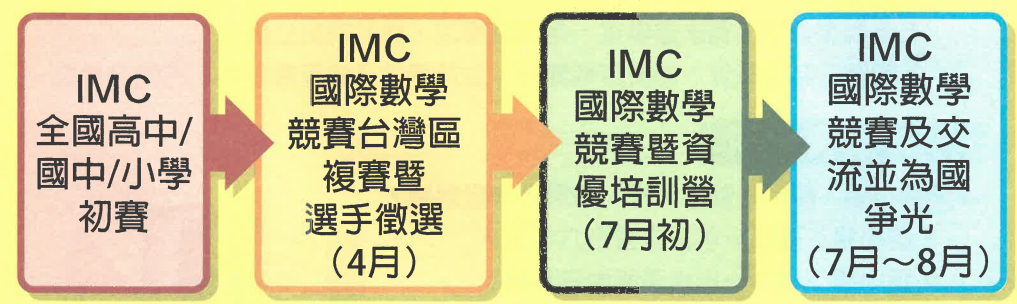 IMC
全國高中/
國中/小學
初賽
IMC
國際數學
競賽台灣區
複賽暨
選手徵選
(4月)
IMC
國際數學
競賽暨資
優培訓營
(7月初)
IMC
國際數學
競賽及交
流並為國
爭光
(7月～8月)